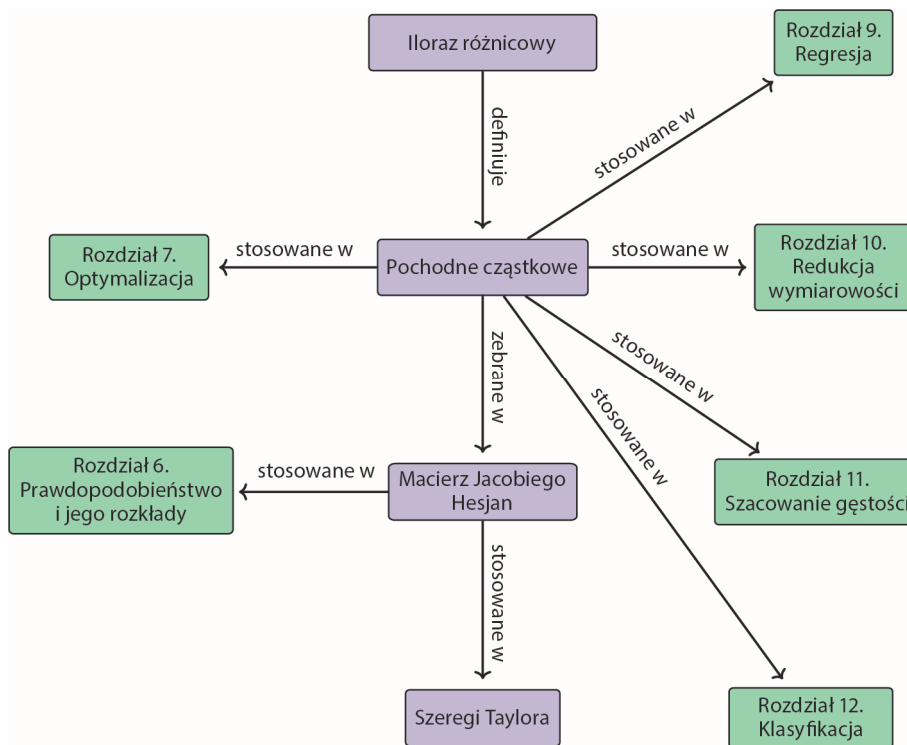 Iloraz różnicowy
Rozdział 9.
Regresja
definiuje
stosowane w
Rozdział 7.
Optymalizacja
stosowane w
Pochodne cząstkowe
stosowane w
Rozdział 10.
Redukcja
wymiarowości
zebrane w
stosowane w
stosowane w
Rozdział 6.
Prawdopodobieństwo
i jego rozkłady
stosowane w
Macierz Jacobiego
Hesjan
Rozdział 11.
Szacowanie gęstości
stosowane w
Szeregi Taylora
Rozdział 12.
Klasyfikacja